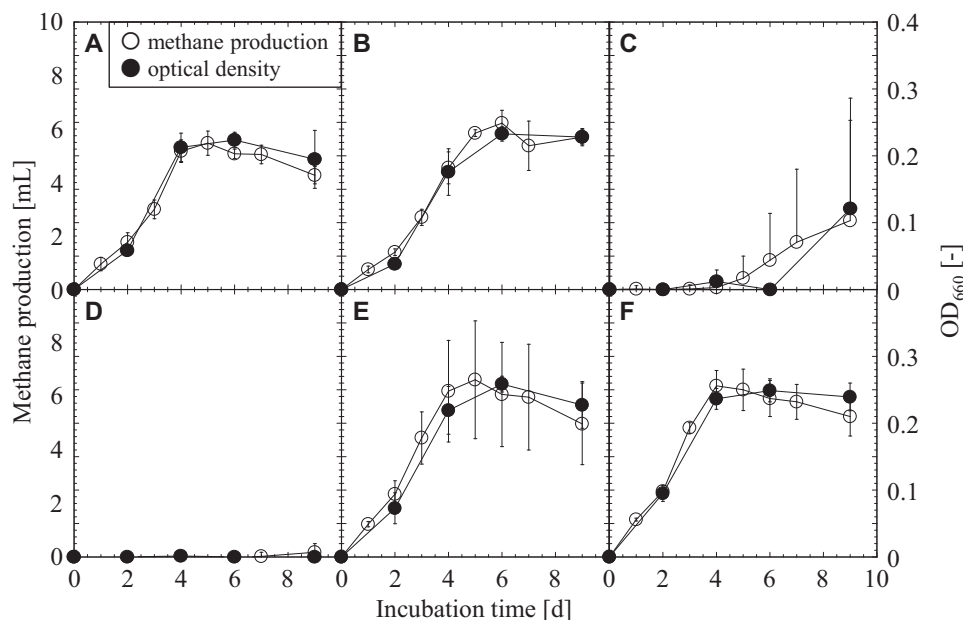 10 A methane production optical density B C 0.4
8 0.3
6
4 0.2
2 0.1
0 0
D E F
8 0.3
6
4 0.2
2 0.1
0 0
0 2 4 6 8 0 2 4 6 8 0 2 4 6 8 10
Methane production [mL]
OD660 [-]
Incubation time [d]